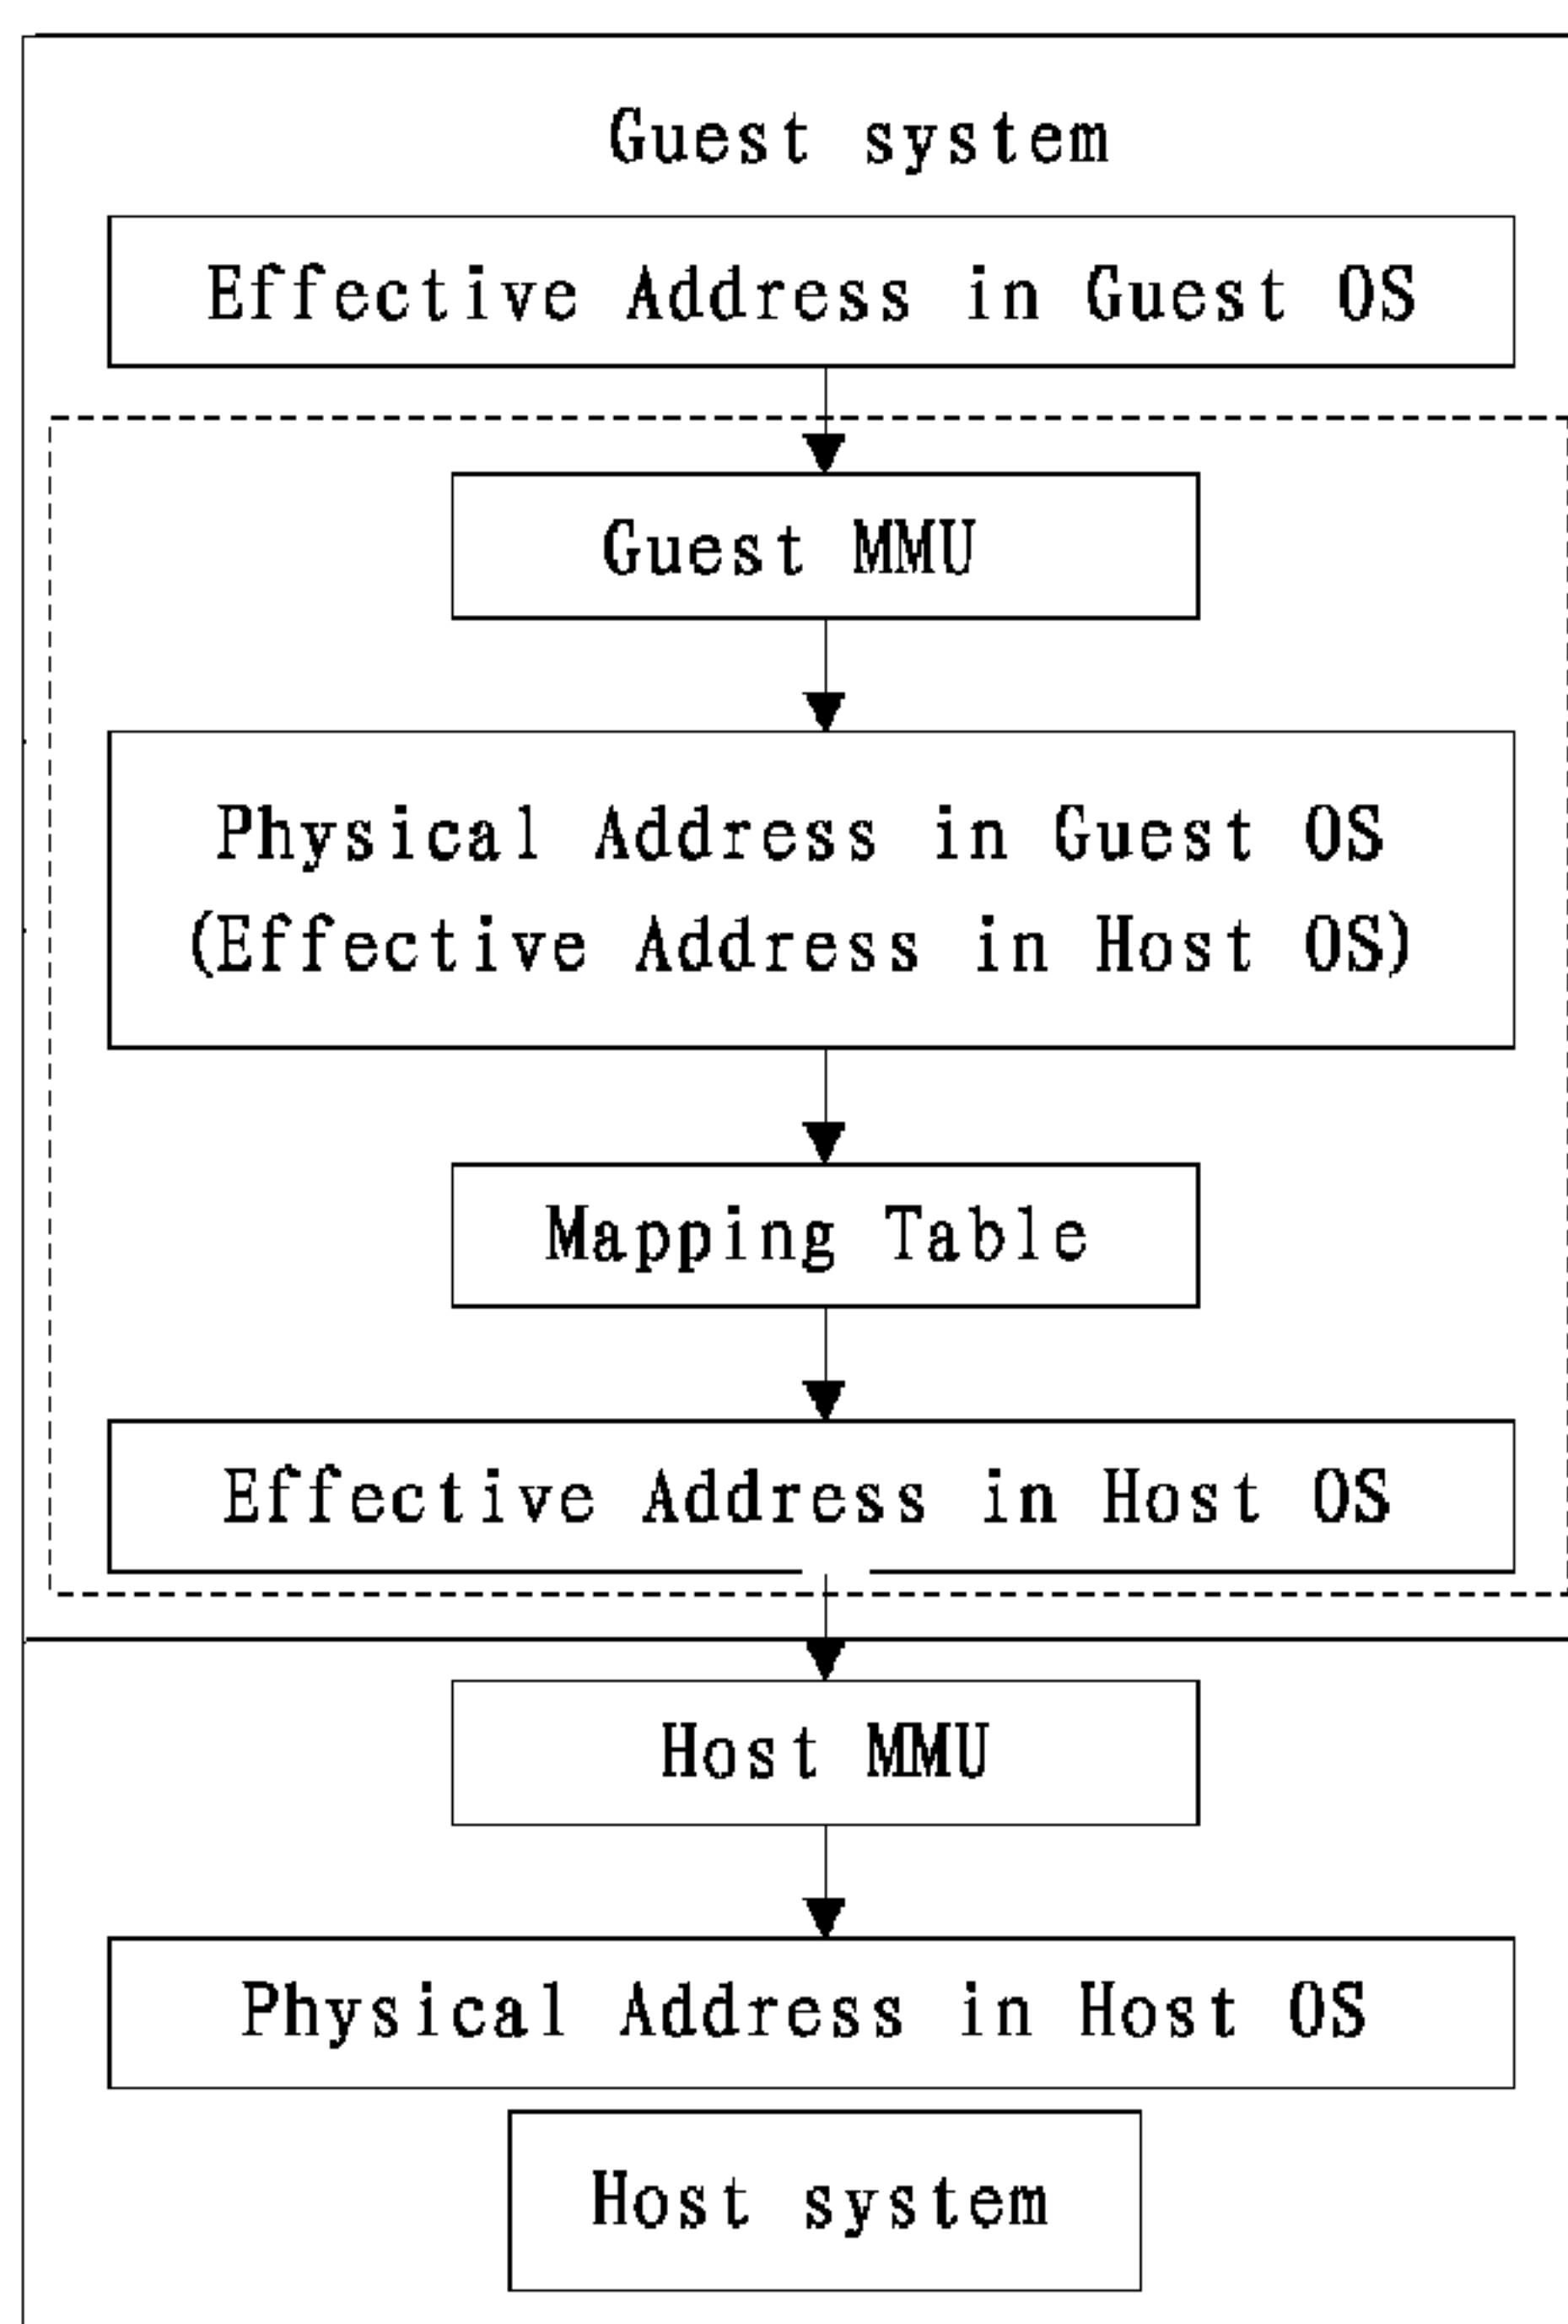 Guest system
Effective Address in Guest OS
Guest MMU
Physical Address in Guest OS
(Effective Address in Host OS)
Mapping Table
Effective Address in Host OS
Host MMU
Physical Address in Host OS
Host system